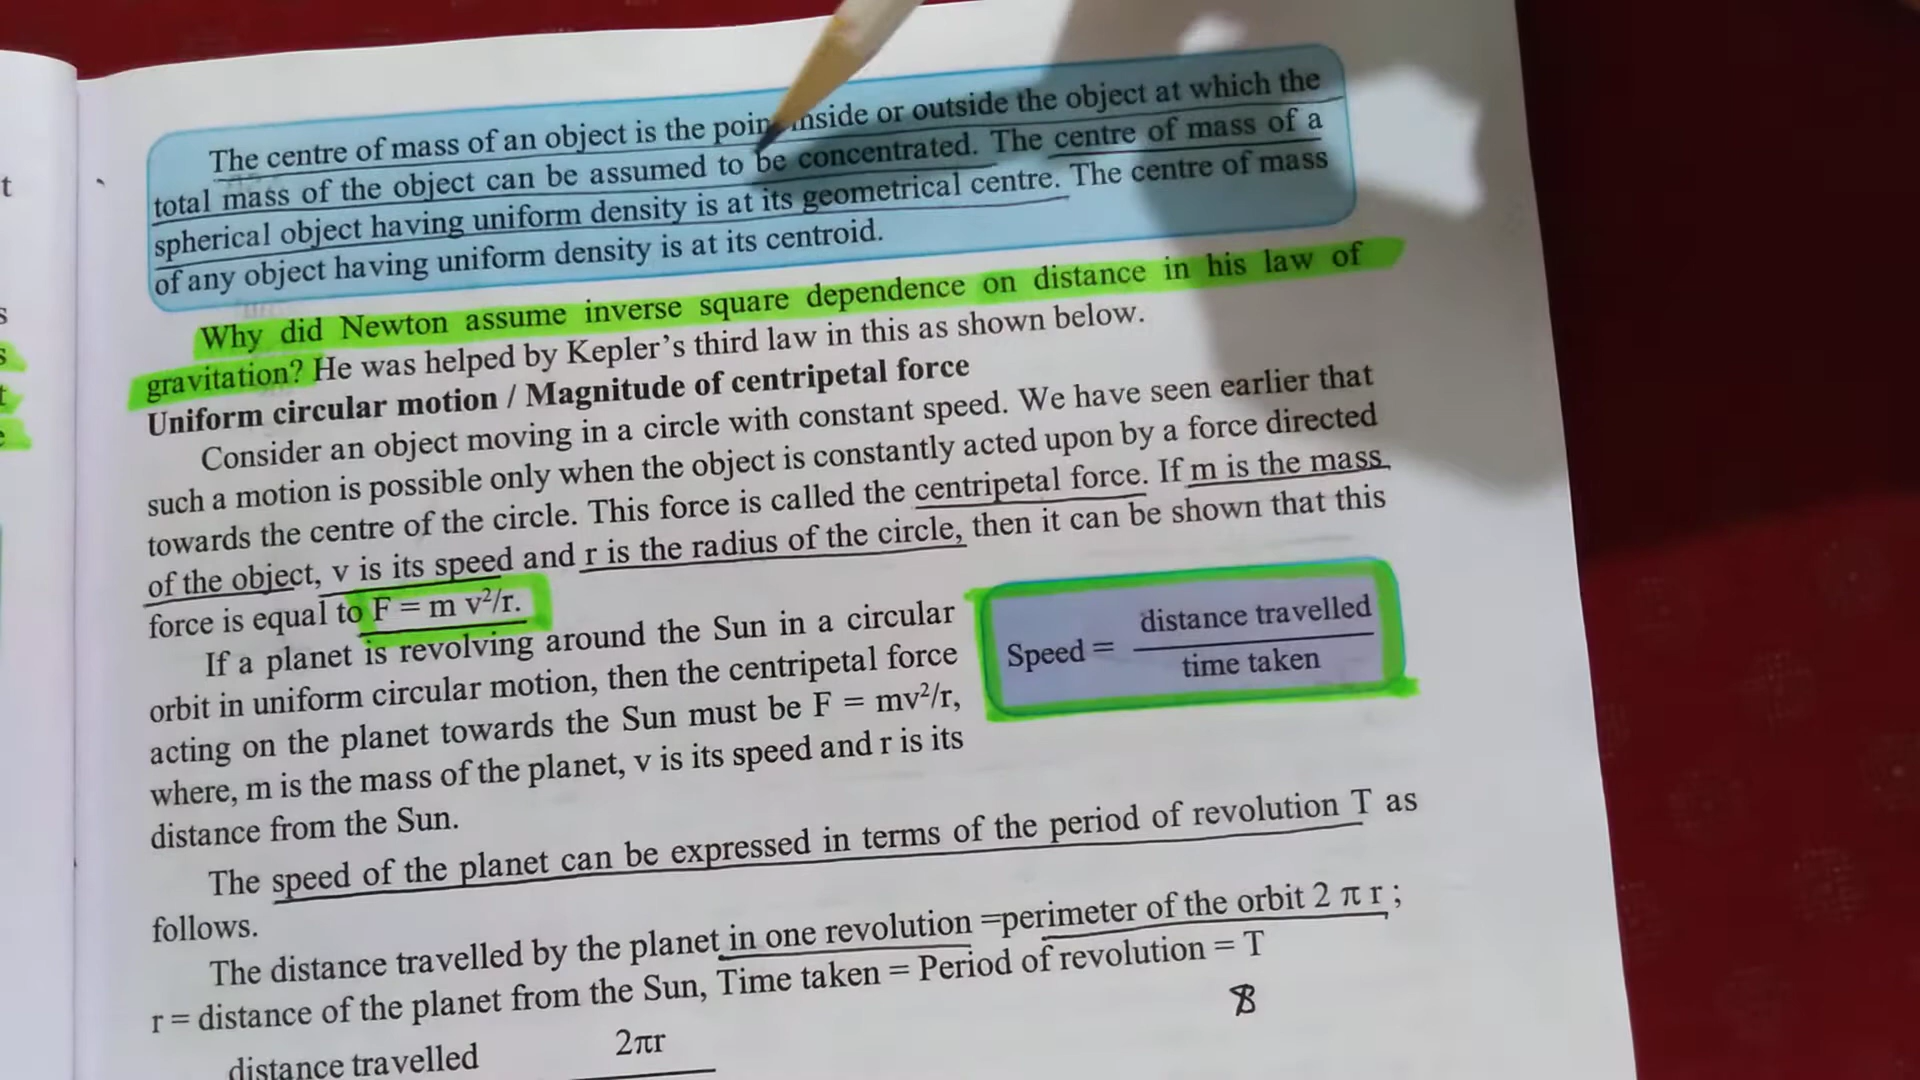 The centre of mass of an object is the poin inside or outside the object at which the
total mass of the object can be assumed to be concentrated. The centre of mass of a
spherical object having uniform density is at its geometrical centre. The centre of mass
of any object having uniform density is at its centroid.
Why did Newton assume inverse square dependence on distance in his law of
gravitation? He was helped by Kepler's third law in this as shown below.
Uniform circular motion / Magnitude of centripetal force
Consider an object moving in a circle with constant speed. We have seen earlier that
such a motion is possible only when the object is constantly acted upon by a force directed
towards the centre of the circle. This force is called the centripetal force. If m is the mass
of the object, v is its speed and r is the radius of the circle, then it can be shown that this
force is equal to F = m v²/r.
If a planet is revolving around the Sun in a circular
orbit in uniform circular motion, then the centripetal force
acting on the planet towards the Sun must be F = mv²/r,
where, m is the mass of the planet, v is its speed and r is its
distance from the Sun.
Speed = distance travelled
time taken
The speed of the planet can be expressed in terms of the period of revolution T as
follows.
The distance travelled by the planet in one revolution =perimeter of the orbit 2 π r ;
r = distance of the planet from the Sun, Time taken = Period of revolution = T
distance travelled 2πr